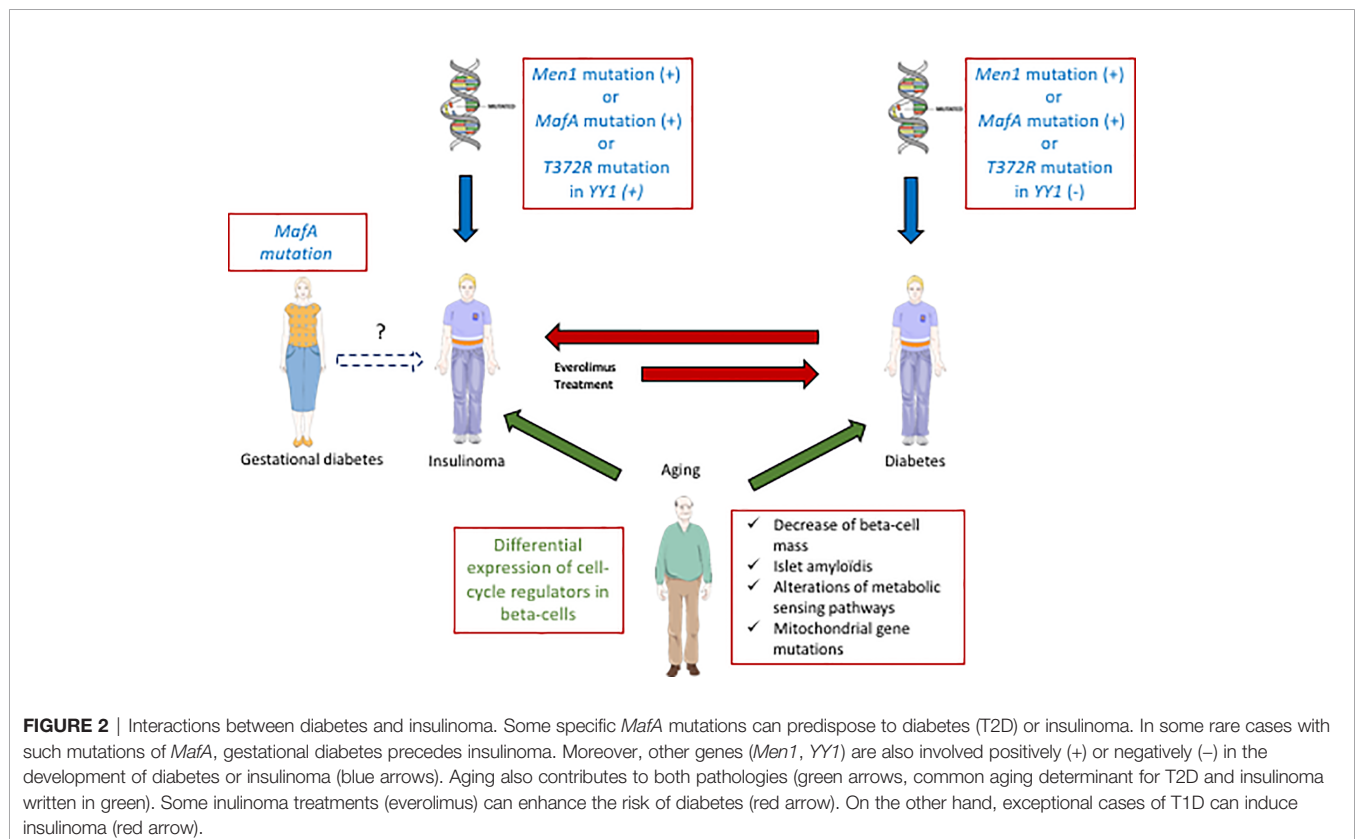 Men1 mutation (+)
or
MafA mutation (+)
or
T372R mutation
in YY1 (+)
MUTATED
Men1 mutation (+)
or
MafA mutation (+)
or
T372R mutation
in YY1 (-)
MUTATED
MafA
mutation
?
Everolimus
Treatment
Gestational diabetes
Insulinoma
Aging
Diabetes
Differential
expression of cell-
cycle regulators in
beta-cells
✓ Decrease of beta-cell
mass
✓ Islet amyloïdis
✓ Alterations of metabolic
sensing pathways
✓ Mitochondrial gene
mutations
FIGURE 2 | Interactions between diabetes and insulinoma. Some specific MafA mutations can predispose to diabetes (T2D) or insulinoma. In some rare cases with
such mutations of MafA, gestational diabetes precedes insulinoma. Moreover, other genes (Men1, YY1) are also involved positively (+) or negatively (–) in the
development of diabetes or insulinoma (blue arrows). Aging also contributes to both pathologies (green arrows, common aging determinant for T2D and insulinoma
written in green). Some inulinoma treatments (everolimus) can enhance the risk of diabetes (red arrow). On the other hand, exceptional cases of T1D can induce
insulinoma (red arrow).